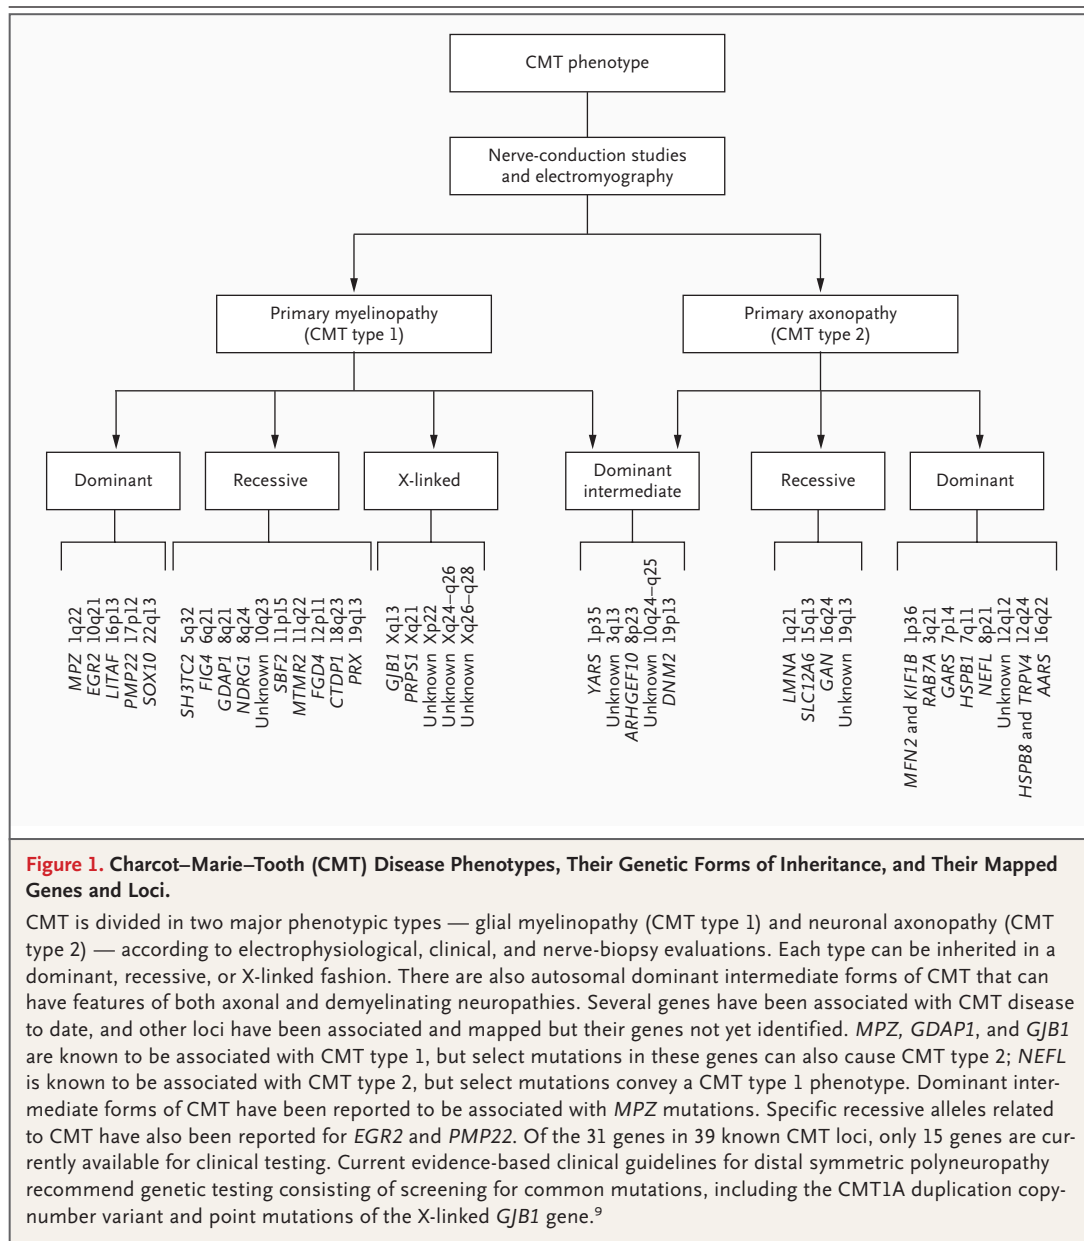 CMT phenotype
Nerve-conduction studies
and electromyography
Primary myelinopathy
(CMT type 1)
Primary axonopathy
(CMT type 2)
Dominant
Recessive
X-linked
Dominant
intermediate
Recessive
Dominant
MPZ 1q22
EGR2 10q21
LITAF 16p13
PMP22 17p12
SOX10 22q13
SH3TC2 5q32
FIG4 6q21
GDAP1 8q21
NDRG1 8q24
Unknown 10q23
SBF2 11p15
MTMR2 11q22
FGD4 12p11
CTDP1 18q23
PRX 19q13
GJB1 Xq13
PRPS1 Xq21
Unknown Xp22
Unknown Xq24–q26
Unknown Xq26–q28
YARS 1p35
Unknown 3q13
ARHGEF10 8p23
Unknown 10q24–q25
DNM2 19p13
LMNA 1q21
SLC12A6 15q13
GAN 16q24
Unknown 19q13
MFN2 and KIF1B 1p36
RAB7A 3q21
GARS 7p14
HSPB1 7q11
NEFL 8p21
Unknown 12q12
HSPB8 and TRPV4 12q24
AARS 16q22
Figure 1. Charcot–Marie–Tooth (CMT) Disease Phenotypes, Their Genetic Forms of Inheritance, and Their Mapped
Genes and Loci.
CMT is divided in two major phenotypic types — glial myelinopathy (CMT type 1) and neuronal axonopathy (CMT
type 2) — according to electrophysiological, clinical, and nerve-biopsy evaluations. Each type can be inherited in a
dominant, recessive, or X-linked fashion. There are also autosomal dominant intermediate forms of CMT that can
have features of both axonal and demyelinating neuropathies. Several genes have been associated with CMT disease
to date, and other loci have been associated and mapped but their genes not yet identified. MPZ, GDAP1, and GJB1
are known to be associated with CMT type 1, but select mutations in these genes can also cause CMT type 2; NEFL
is known to be associated with CMT type 2, but select mutations convey a CMT type 1 phenotype. Dominant inter-
mediate forms of CMT have been reported to be associated with MPZ mutations. Specific recessive alleles related
to CMT have also been reported for EGR2 and PMP22. Of the 31 genes in 39 known CMT loci, only 15 genes are cur-
rently available for clinical testing. Current evidence-based clinical guidelines for distal symmetric polyneuropathy
recommend genetic testing consisting of screening for common mutations, including the CMT1A duplication copy-
number variant and point mutations of the X-linked GJB1 gene.⁹